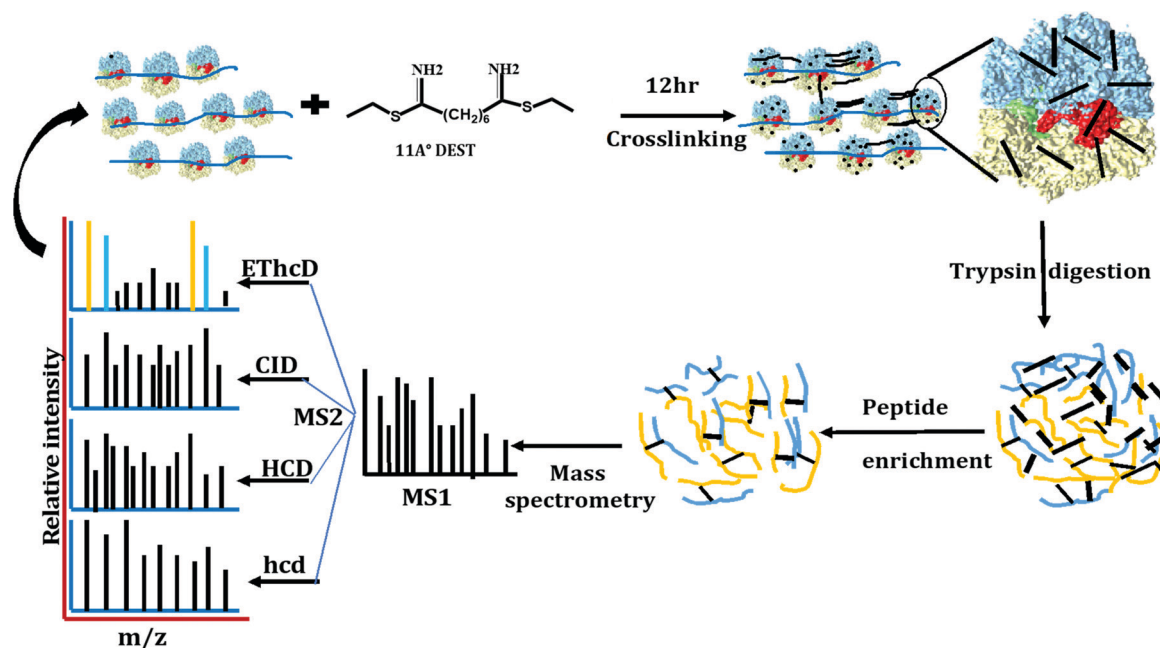 NH2 NH2
S (CH2)6 S
11A° DEST
12hr
Crosslinking
Trypsin digestion
Peptide
enrichment
Mass
spectrometry
MS1
MS2
EThcD
CID
HCD
hcd
Relative intensity
m/z